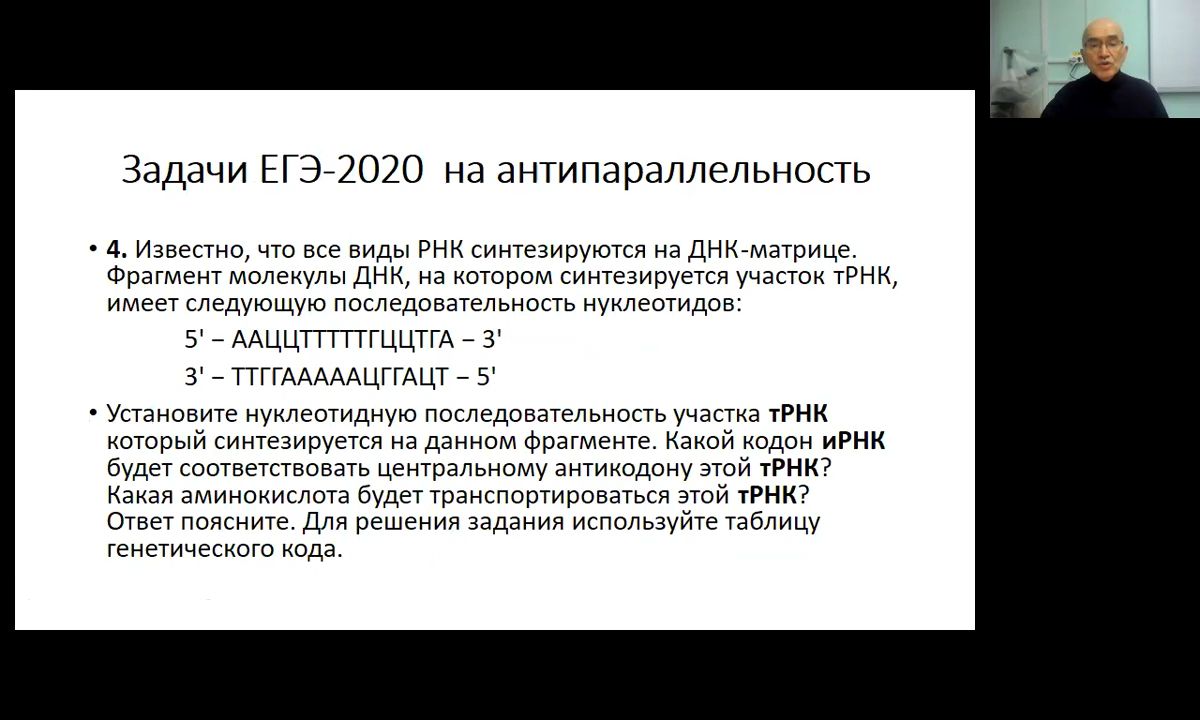 Задачи ЕГЭ-2020 на антипараллельность
• 4. Известно, что все виды РНК синтезируются на ДНК-матрице.
Фрагмент молекулы ДНК, на котором синтезируется участок тРНК,
имеет следующую последовательность нуклеотидов:
5' – ААЦЦТТТТТГЦЦТГА – 3'
3' – ТТГГАААААЦГГАЦТ – 5'
• Установите нуклеотидную последовательность участка тРНК
который синтезируется на данном фрагменте. Какой кодон иРНК
будет соответствовать центральному антикодону этой тРНК?
Какая аминокислота будет транспортироваться этой тРНК?
Ответ поясните. Для решения задания используйте таблицу
генетического кода.